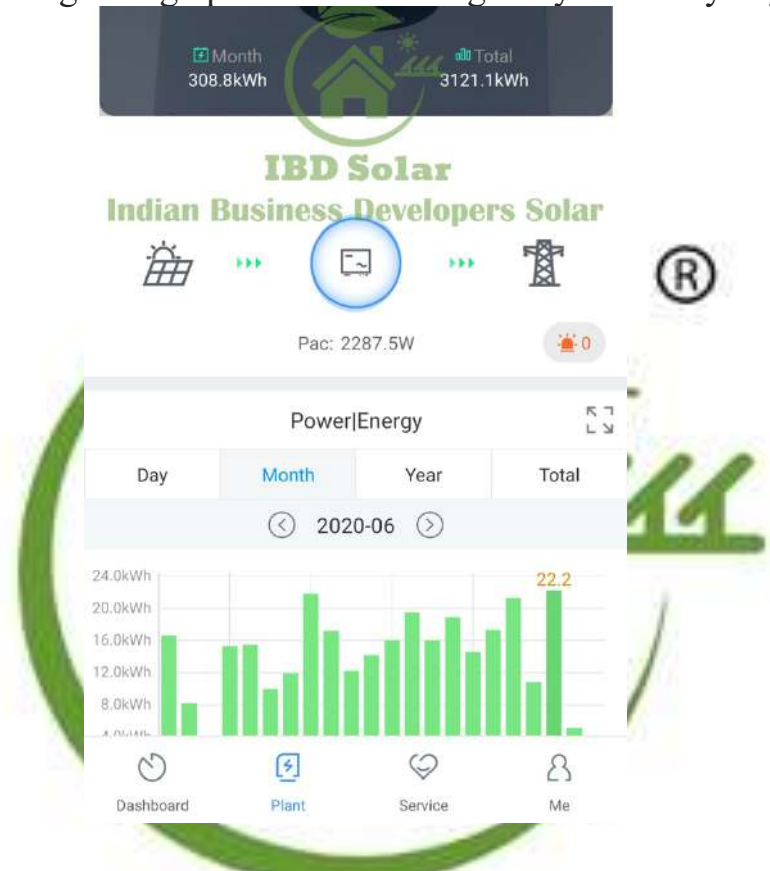 Month Total
308.8kWh 3121.1kWh
IBD Solar
Indian Business Developers Solar
®
Pac: 2287.5W 0
Power|Energy
Day Month Year Total
2020-06
24.0kWh 22.2
20.0kWh
16.0kWh
12.0kWh
8.0kWh
Dashboard Plant Service Me